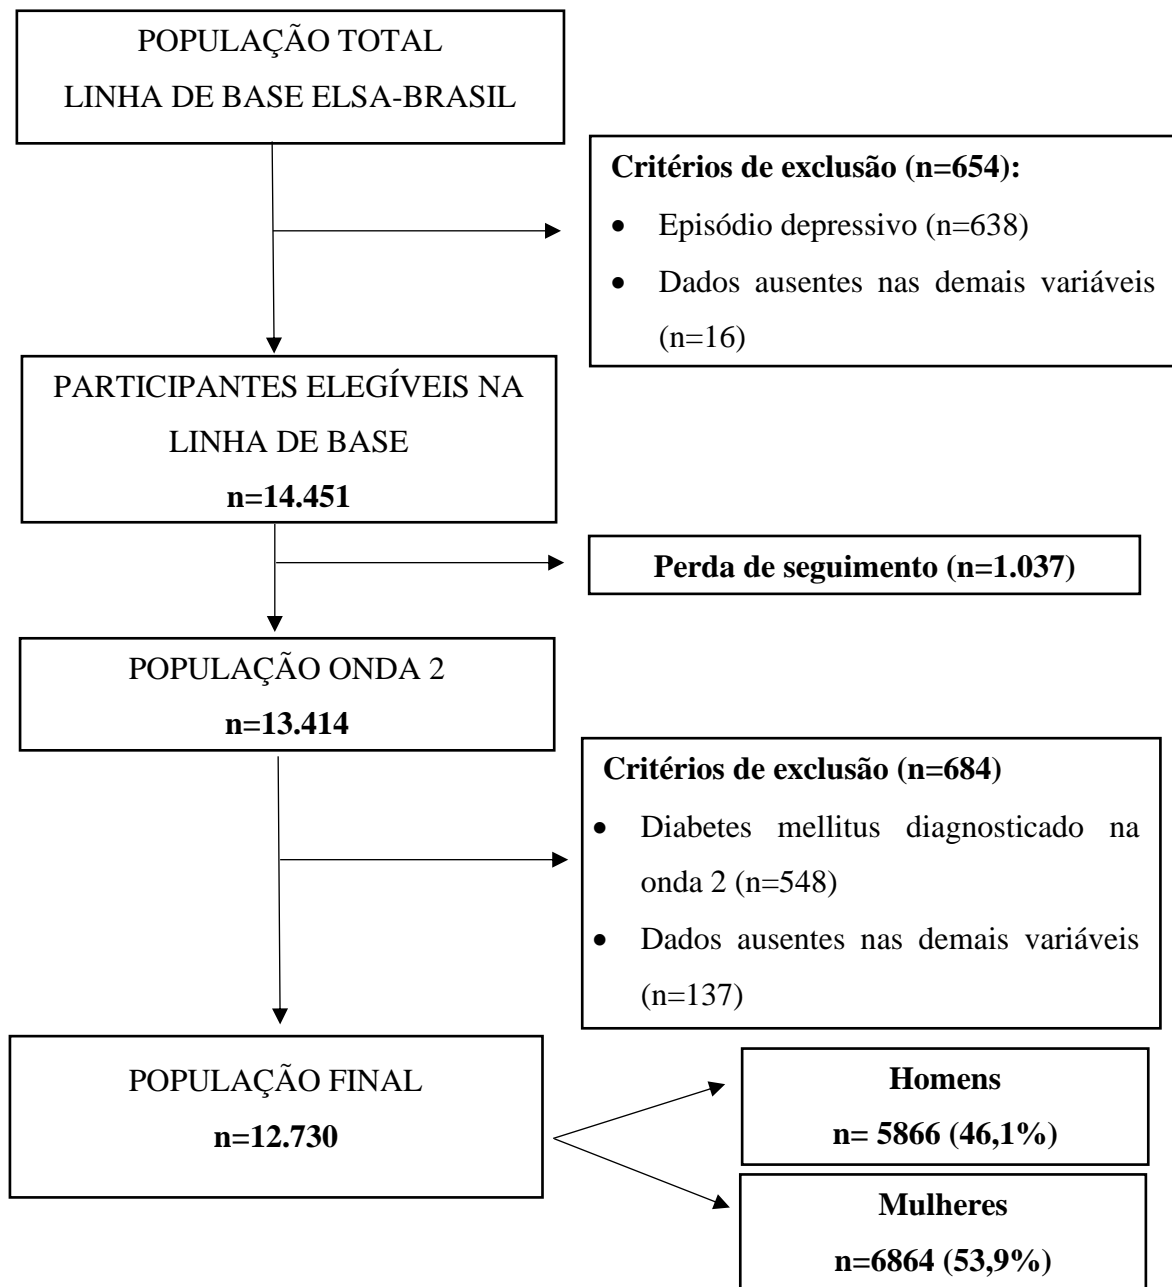 POPULAÇÃO TOTAL
LINHA DE BASE ELSA-BRASIL
Critérios de exclusão (n=654):
• Episódio depressivo (n=638)
• Dados ausentes nas demais variáveis
(n=16)
PARTICIPANTES ELEGÍVEIS NA
LINHA DE BASE
n=14.451
Perda de seguimento (n=1.037)
POPULAÇÃO ONDA 2
n=13.414
Critérios de exclusão (n=684)
• Diabetes mellitus diagnosticado na
onda 2 (n=548)
• Dados ausentes nas demais variáveis
(n=137)
POPULAÇÃO FINAL
n=12.730
Homens
n= 5866 (46,1%)
Mulheres
n=6864 (53,9%)